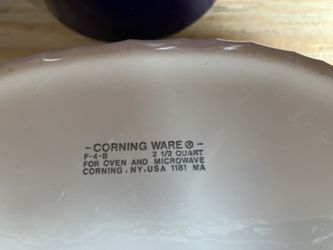 - CORNING WARE ® -
F-4-B 2 1/2 QUART
FOR OVEN AND MICROWAVE
CORNING, NY, USA 1181 MA